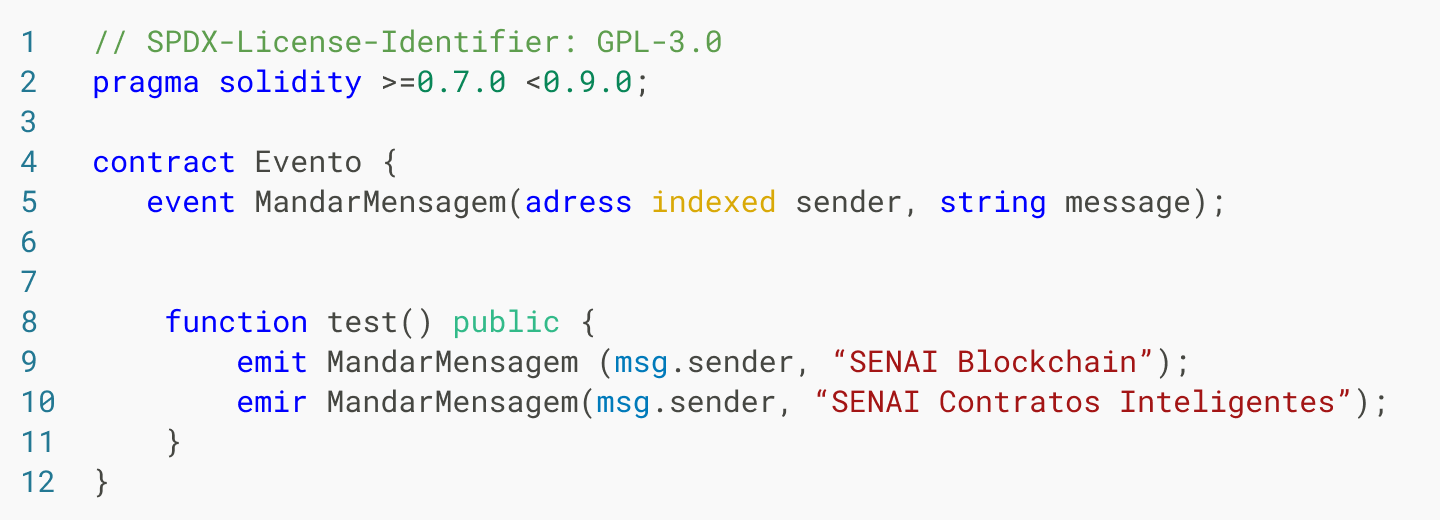 1 // SPDX-License-Identifier: GPL-3.0
2 pragma solidity >=0.7.0 <0.9.0;
3
4 contract Evento {
5 event MandarMensagem(adress indexed sender, string message);
6
7
8 function test() public {
9 emit MandarMensagem (msg.sender, “SENAI Blockchain”);
10 emir MandarMensagem(msg.sender, “SENAI Contratos Inteligentes”);
11 }
12 }